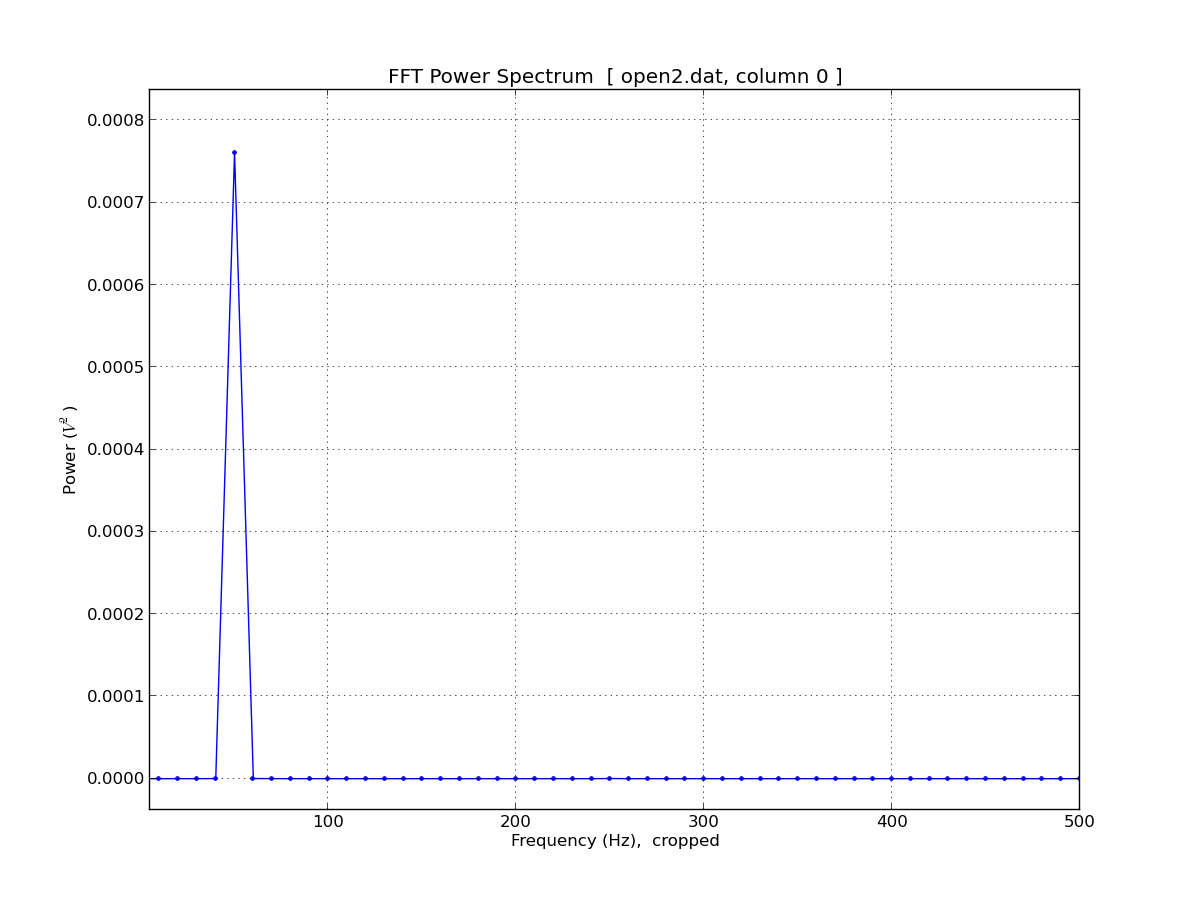 FFT Power Spectrum  [ open2.dat, column 0 ]
0.0008
0.0007
0.0006
0.0005
0.0004
0.0003
0.0002
0.0001
0.0000
Power (V² )
100 200 300 400 500
Frequency (Hz),  cropped